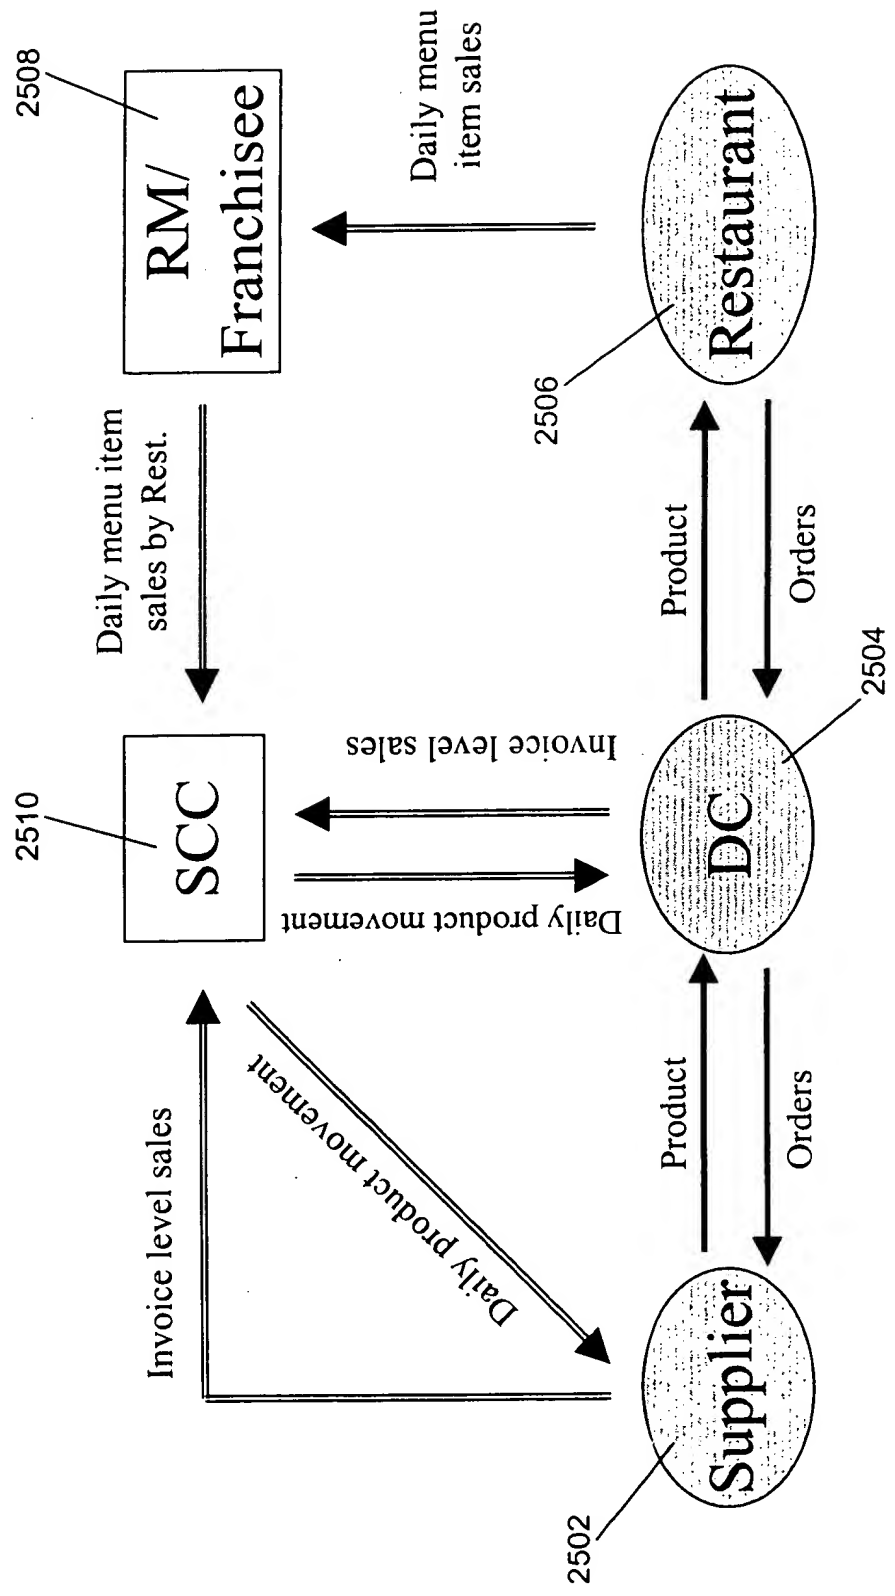 2510
SCC
Daily menu item
sales by Rest.
2508
RM/
Franchisee
Invoice level sales
Daily product movement
Daily product movement
Invoice level sales
Daily menu
item sales
2502
Supplier
Product
Orders
DC
2504
Product
Orders
2506
Restaurant